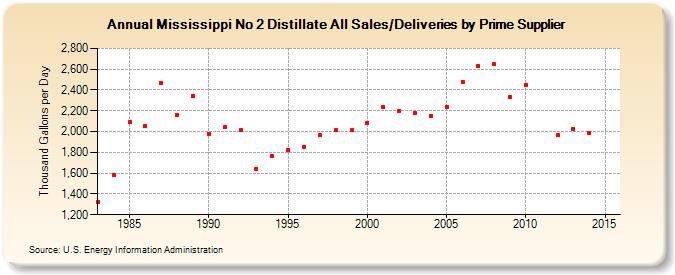 Annual Mississippi No 2 Distillate All Sales/Deliveries by Prime Supplier
Thousand Gallons per Day
2,800
2,600
2,400
2,200
2,000
1,800
1,600
1,400
1,200
1985 1990 1995 2000 2005 2010 2015
Source: U.S. Energy Information Administration